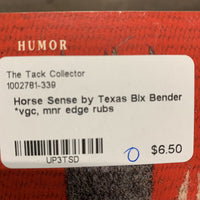 HUMOR
The Tack Collector
1002781-339
Horse Sense by Texas Bix Bender
*vgc, mnr edge rubs
UP3TSD
0
$6.50